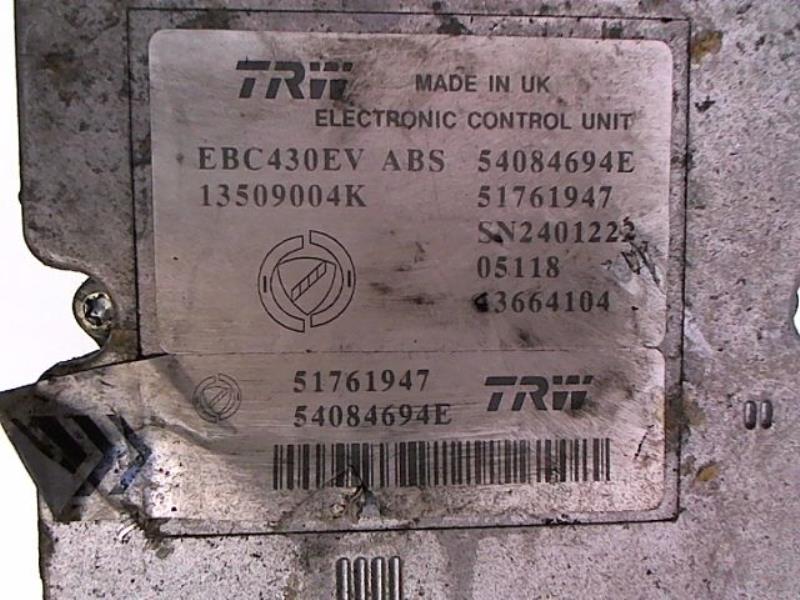 TRW MADE IN UK
ELECTRONIC CONTROL UNIT
EBC430EV ABS 54084694E
13509004K 51761947
SN2401222
05118
43664104
51761947 TRW
54084694E